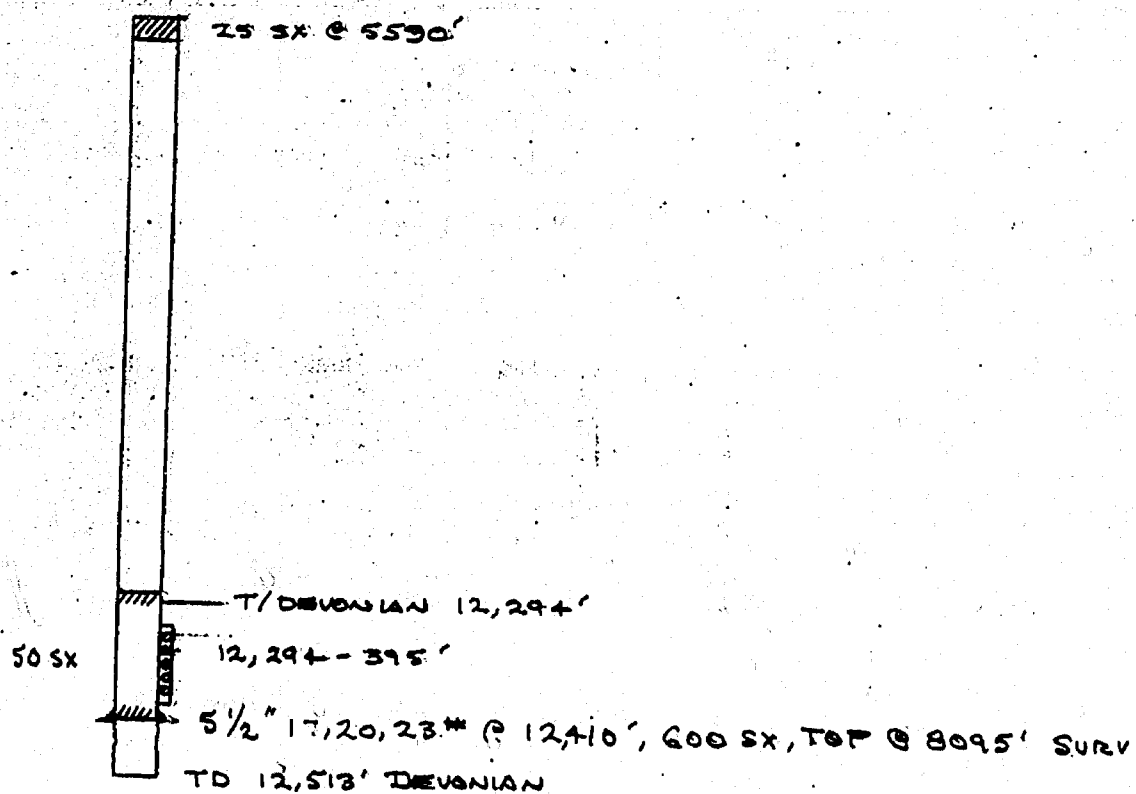 25 SX @ 5590'
T/DEVONIAN 12,294'
50 SX
12,294 - 395'
5 1/2" 17,20,23# @ 12,410', 600 SX, TOP @ 8095' SURV
TD 12,513' DEVONIAN